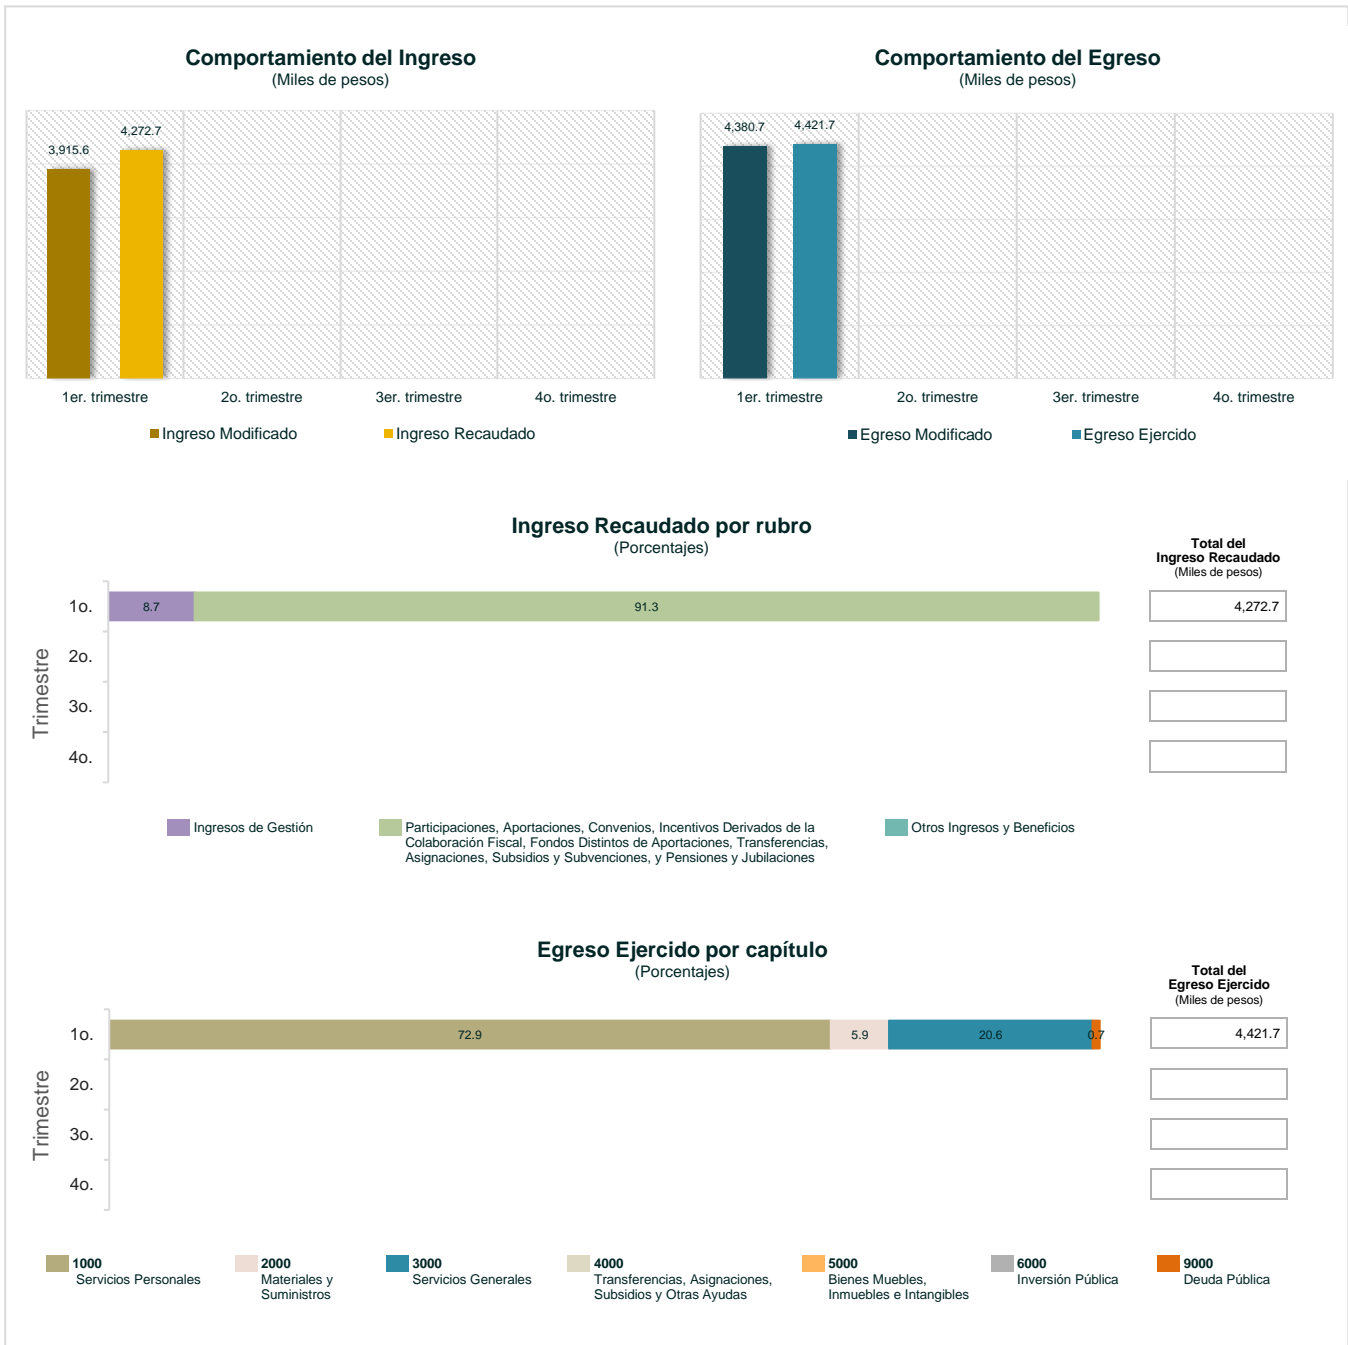 Comportamiento del Ingreso
(Miles de pesos)
3,915.6
4,272.7
1er. trimestre
2o. trimestre
3er. trimestre
4o. trimestre
Ingreso Modificado
Ingreso Recaudado
Comportamiento del Egreso
(Miles de pesos)
4,380.7
4,421.7
1er. trimestre
2o. trimestre
3er. trimestre
4o. trimestre
Egreso Modificado
Egreso Ejercido
Ingreso Recaudado por rubro
(Porcentajes)
Total del
Ingreso Recaudado
(Miles de pesos)
Trimestre
1o.
8.7
91.3
4,272.7
2o.
3o.
4o.
Ingresos de Gestión
Participaciones, Aportaciones, Convenios, Incentivos Derivados de la
Colaboración Fiscal, Fondos Distintos de Aportaciones, Transferencias,
Asignaciones, Subsidios y Subvenciones, y Pensiones y Jubilaciones
Otros Ingresos y Beneficios
Egreso Ejercido por capítulo
(Porcentajes)
Total del
Egreso Ejercido
(Miles de pesos)
Trimestre
1o.
72.9
5.9
20.6
0.7
4,421.7
2o.
3o.
4o.
1000
Servicios Personales
2000
Materiales y
Suministros
3000
Servicios Generales
4000
Transferencias, Asignaciones,
Subsidios y Otras Ayudas
5000
Bienes Muebles,
Inmuebles e Intangibles
6000
Inversión Pública
9000
Deuda Pública